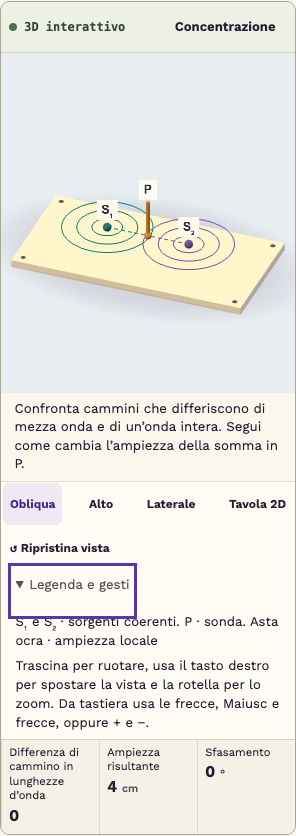 3D interattivo Concentrazione
P
S₁
S₂
Confronta cammini che differiscono di
mezza onda e di un’onda intera. Segui
come cambia l’ampiezza della somma in
P.
Obliqua Alto Laterale Tavola 2D
↺ Ripristina vista
▼ Legenda e gesti
S₁ e S₂ · sorgenti coerenti. P · sonda. Asta
ocra · ampiezza locale
Trascina per ruotare, usa il tasto destro
per spostare la vista e la rotella per lo
zoom. Da tastiera usa le frecce, Maiusc e
frecce, oppure + e −.
Differenza di
cammino in
lunghezze
d’onda
0
Ampiezza
risultante
4 cm
Sfasamento
0 °